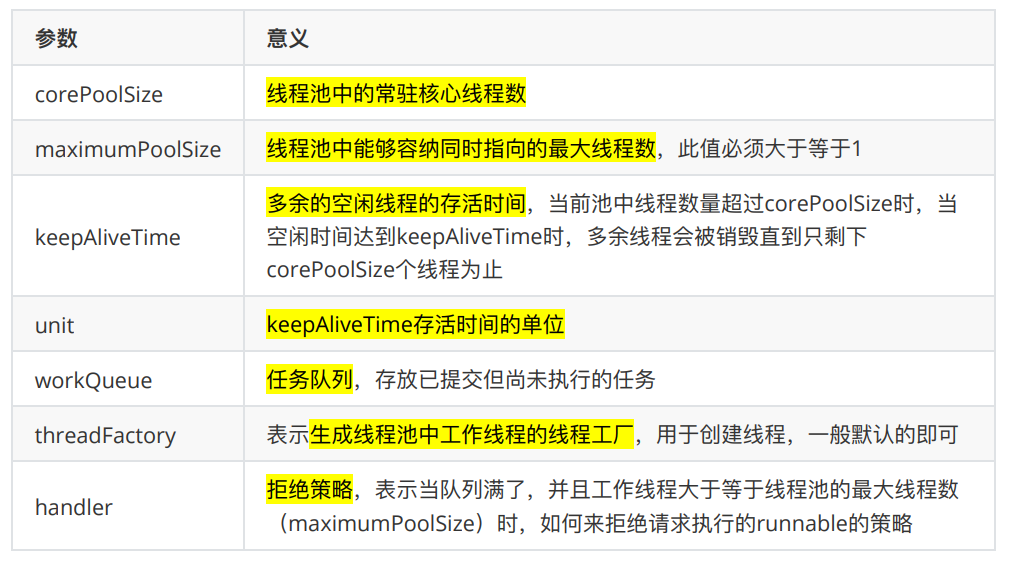 参数 意义
corePoolSize 线程池中的常驻核心线程数
maximumPoolSize 线程池中能够容纳同时指向的最大线程数，此值必须大于等于1
keepAliveTime 多余的空闲线程的存活时间，当前池中线程数量超过corePoolSize时，当
空闲时间达到keepAliveTime时，多余线程会被销毁直到只剩下
corePoolSize个线程为止
unit keepAliveTime存活时间的单位
workQueue 任务队列，存放已提交但尚未执行的任务
threadFactory 表示生成线程池中工作线程的线程工厂，用于创建线程，一般默认的即可
handler 拒绝策略，表示当队列满了，并且工作线程大于等于线程池的最大线程数
（maximumPoolSize）时，如何来拒绝请求执行的runnable的策略